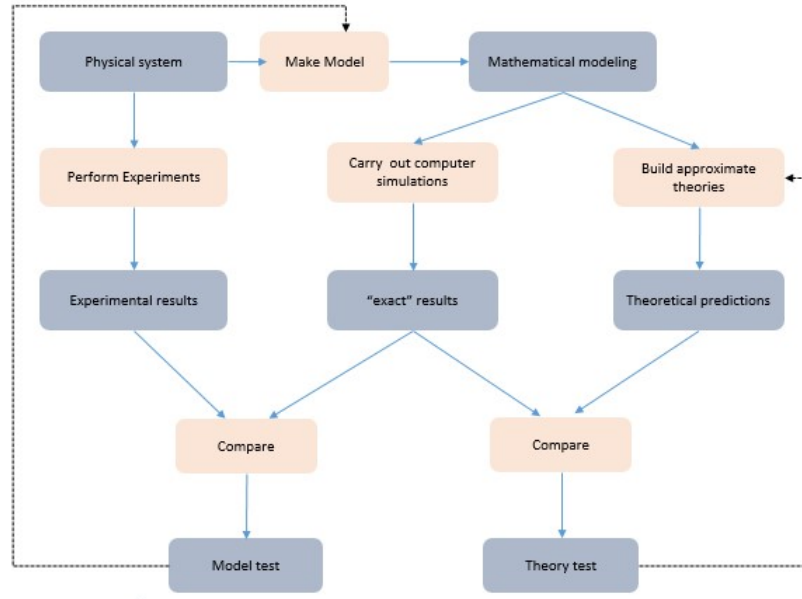 Physical system
Make Model
Mathematical modeling
Perform Experiments
Carry out computer
simulations
Build approximate
theories
Experimental results
“exact” results
Theoretical predictions
Compare
Compare
Model test
Theory test